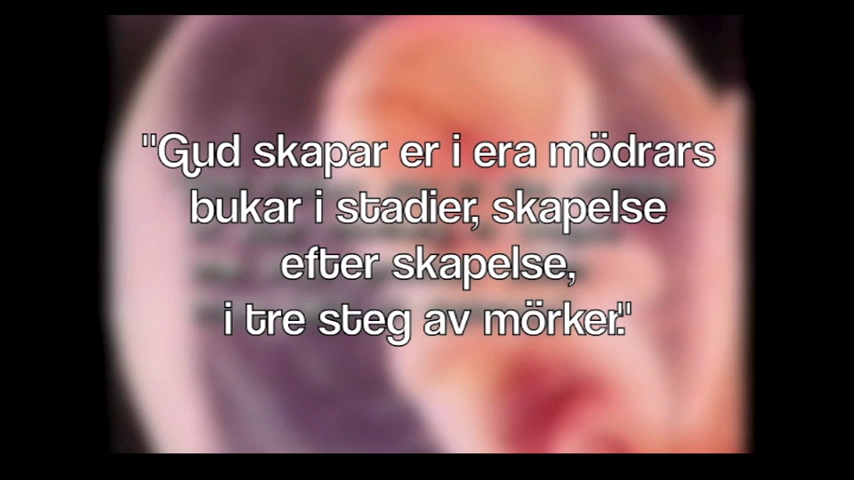 "Gud skapar er i era mödrars
bukar i stadier, skapelse
efter skapelse,
i tre steg av mörker."